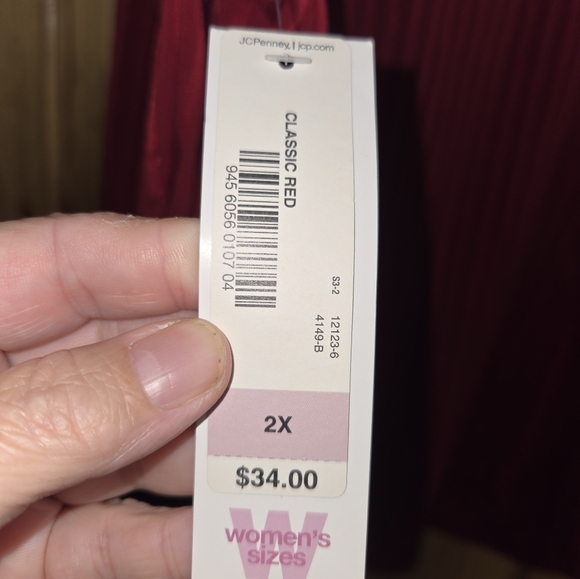 JCPenney. | jcp.com
CLASSIC RED
945 6056 0107 04
S3-2
12123-6
4149-B
2X
$34.00
W
women's
sizes